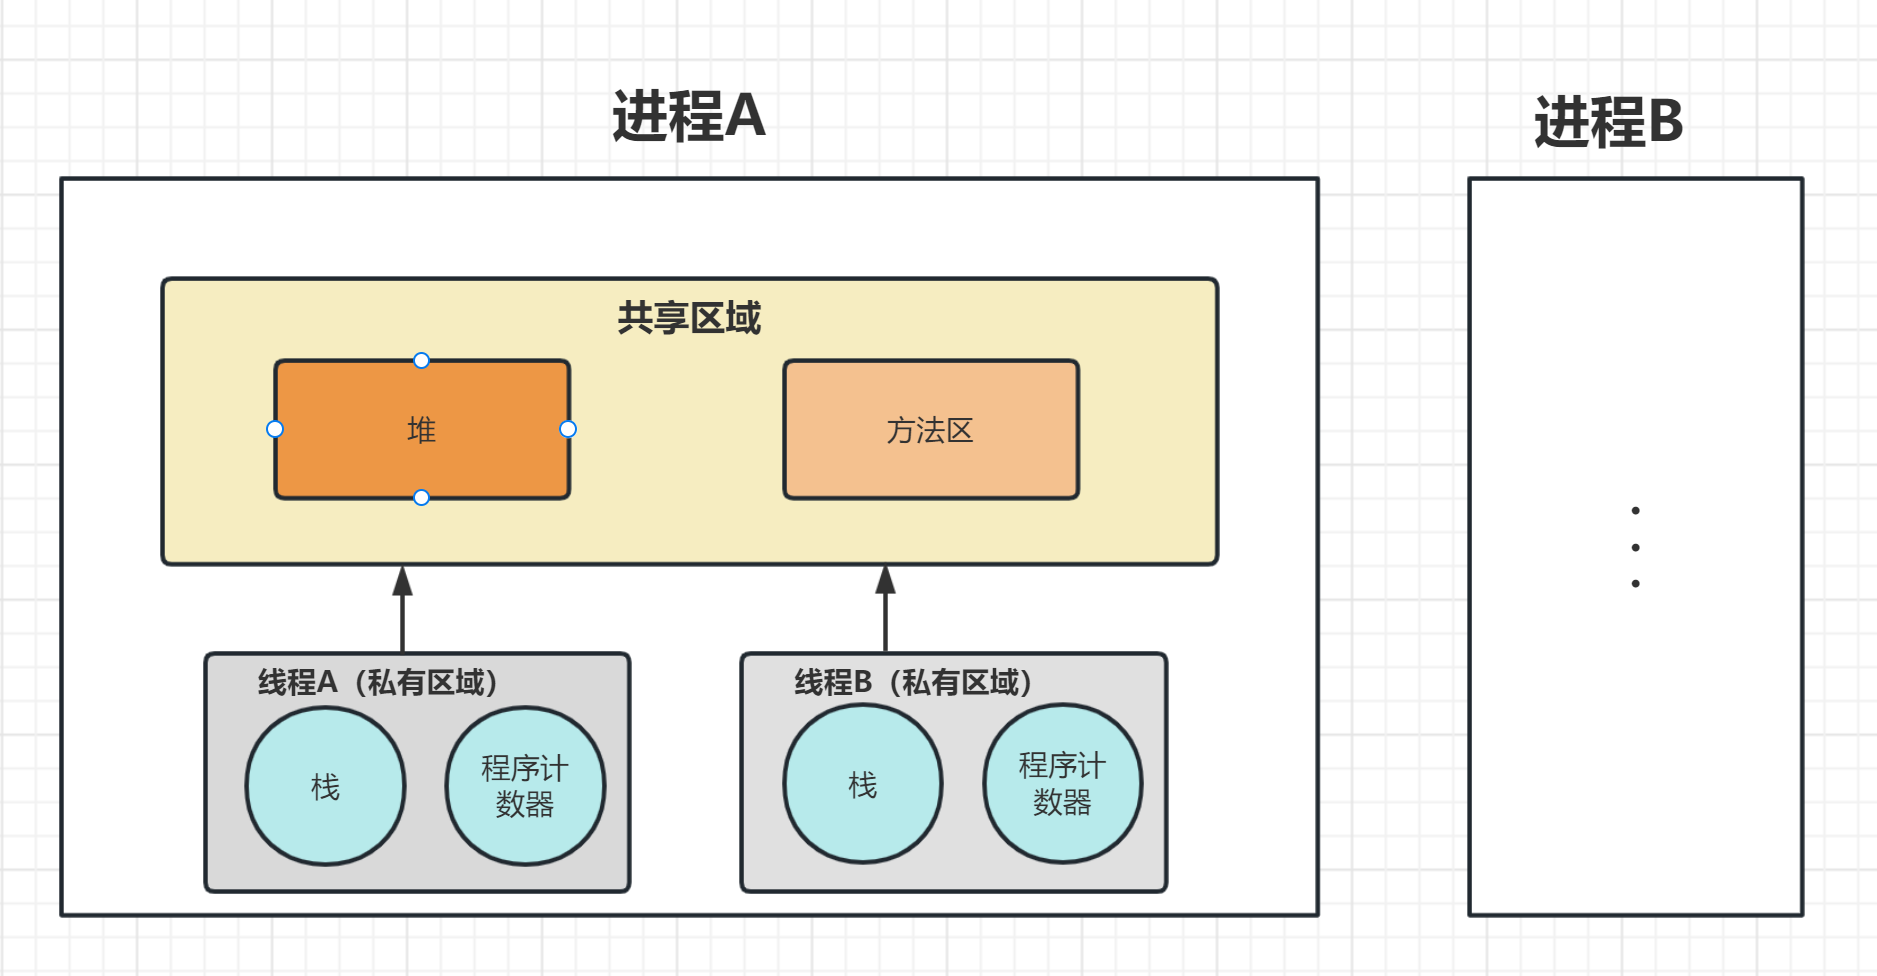 进程A
进程B
共享区域
堆
方法区
线程A（私有区域）
线程B（私有区域）
栈
程序计
数器
栈
程序计
数器